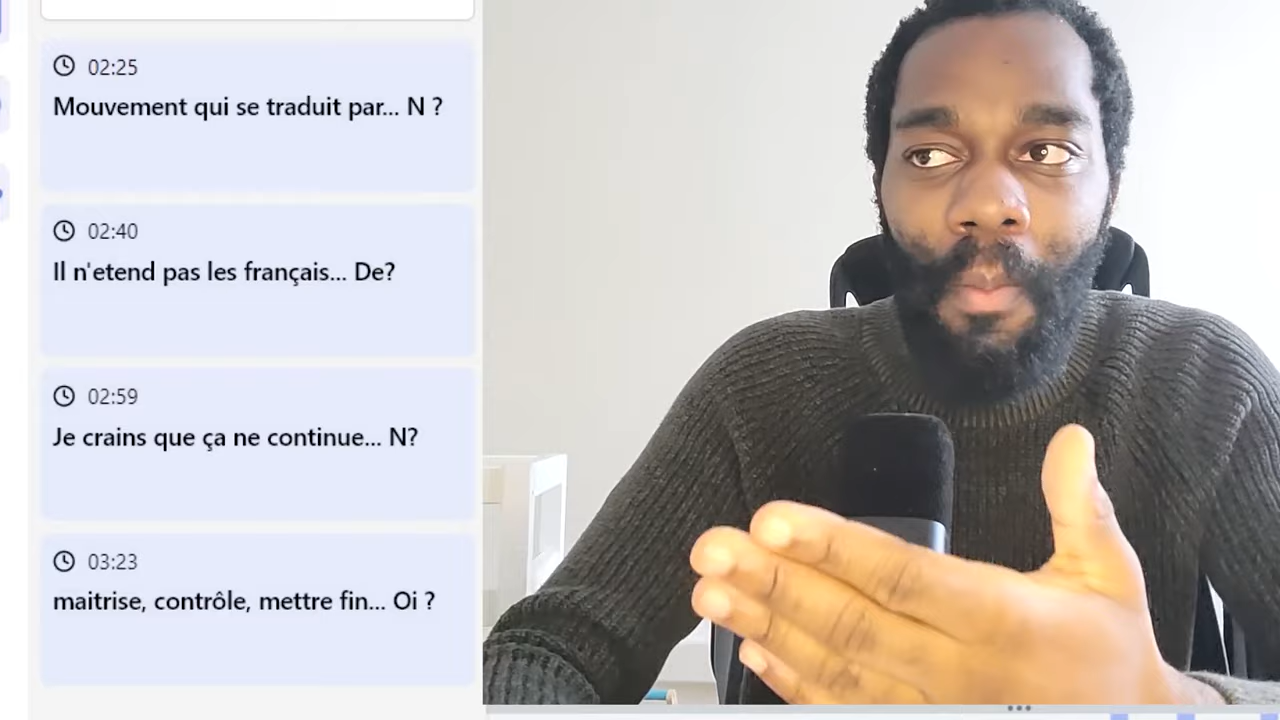 02:25
Mouvement qui se traduit par... N ?
02:40
Il n'etend pas les français... De?
02:59
Je crains que ça ne continue... N?
03:23
maitrise, contrôle, mettre fin... Oi ?